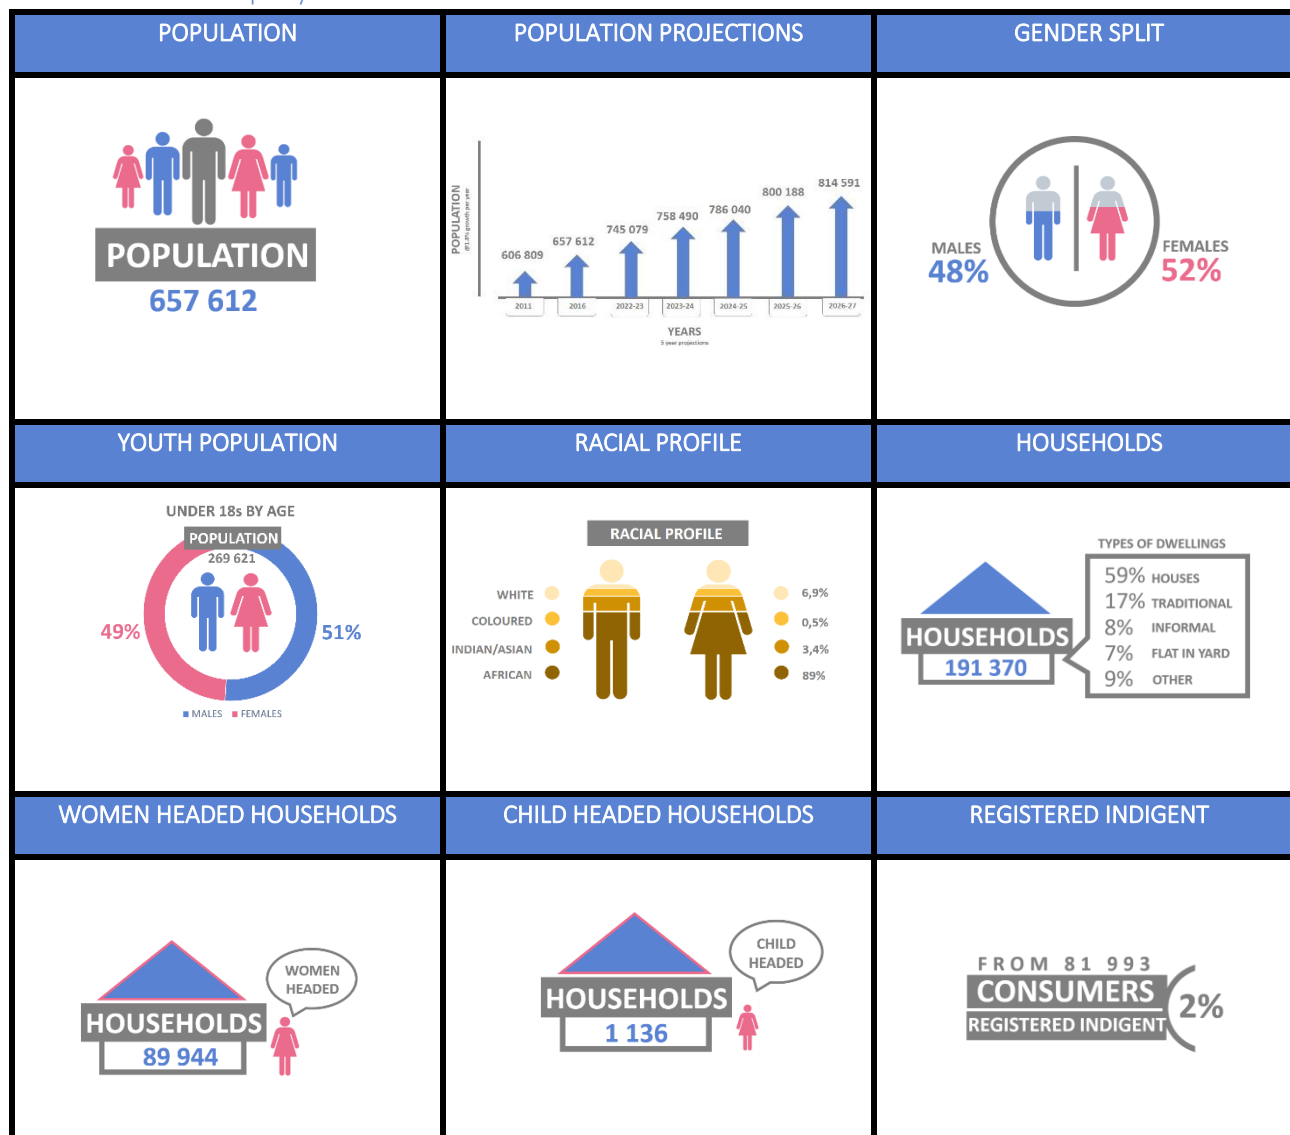 POPULATION
POPULATION PROJECTIONS
GENDER SPLIT
POPULATION
657 612
POPULATION
@1,8% growth per year
606 809
657 612
745 079
758 490
786 040
800 188
814 591
2011
2016
2022-23
2023-24
2024-25
2025-26
2026-27
YEARS
5 year projections
MALES
48%
FEMALES
52%
YOUTH POPULATION
RACIAL PROFILE
HOUSEHOLDS
UNDER 18s BY AGE
POPULATION
269 621
49%
51%
MALES FEMALES
RACIAL PROFILE
WHITE 6,9%
COLOURED 0,5%
INDIAN/ASIAN 3,4%
AFRICAN 89%
HOUSEHOLDS
191 370
TYPES OF DWELLINGS
59% HOUSES
17% TRADITIONAL
8% INFORMAL
7% FLAT IN YARD
9% OTHER
WOMEN HEADED HOUSEHOLDS
CHILD HEADED HOUSEHOLDS
REGISTERED INDIGENT
WOMEN
HEADED
HOUSEHOLDS
89 944
CHILD
HEADED
HOUSEHOLDS
1 136
FROM 81 993
CONSUMERS
REGISTERED INDIGENT
2%